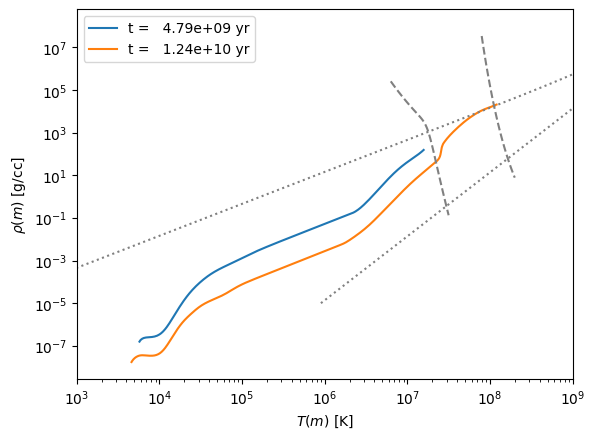 t =   4.79e+09 yr
t =   1.24e+10 yr
10^7
10^5
10^3
10^1
10^−1
10^−3
10^−5
10^−7
ρ(m) [g/cc]
10^3 10^4 10^5 10^6 10^7 10^8 10^9
T(m) [K]